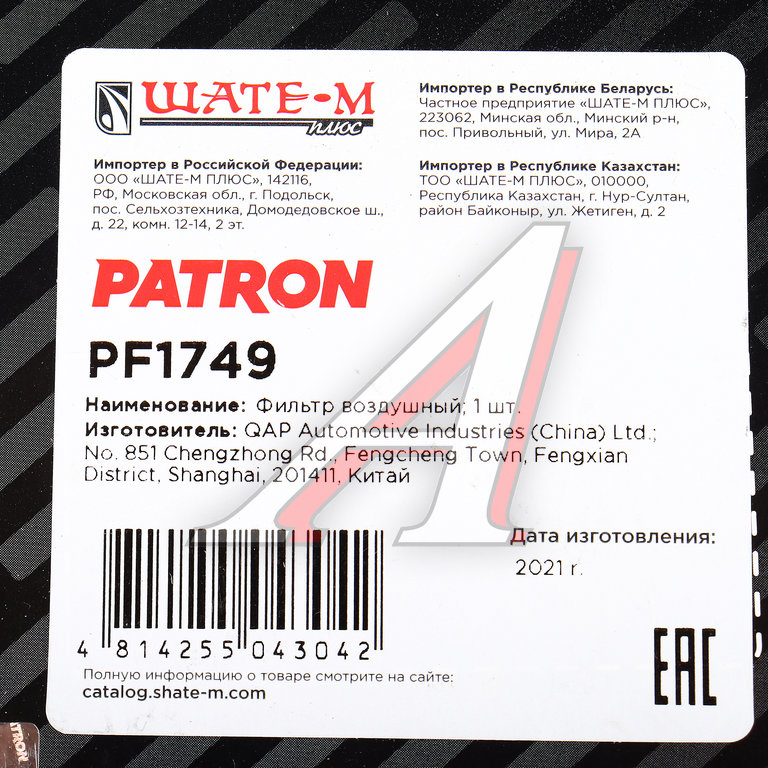 ШАТЕ-М
плюс
Импортер в Российской Федерации:
ООО «ШАТЕ-М ПЛЮС», 142116,
РФ, Московская обл., г. Подольск,
пос. Сельхозтехника, Домодедовское ш.,
д. 22, комн. 12-14, 2 эт.
Импортер в Республике Беларусь:
Частное предприятие «ШАТЕ-М ПЛЮС»,
223062, Минская обл., Минский р-н,
пос. Привольный, ул. Мира, 2А
Импортер в Республике Казахстан:
ТОО «ШАТЕ-М ПЛЮС», 010000,
Республика Казахстан, г. Нур-Султан,
район Байконыр, ул. Жетиген, д. 2
PATRON
PF1749
Наименование: Фильтр воздушный; 1 шт.
Изготовитель: QAP Automotive Industries (China) Ltd.;
No. 851 Chengzhong Rd., Fengcheng Town, Fengxian
District, Shanghai, 201411, Китай
Дата изготовления:
2021 г.
4 814255 043042
Полную информацию о товаре смотрите на сайте:
catalog.shate-m.com
EAC
PATRON